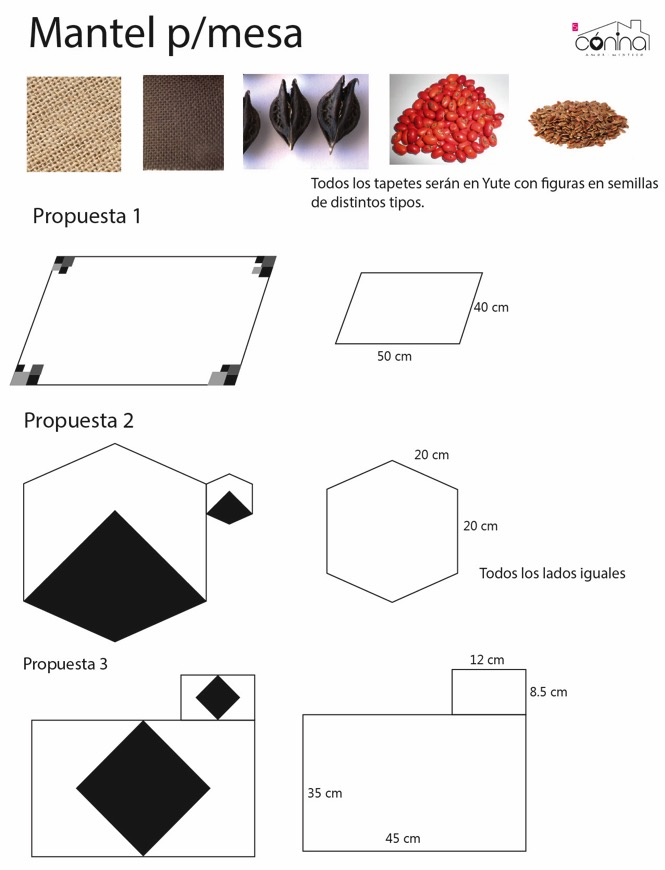 Mantel p/mesa
cónina
Todos los tapetes serán en Yute con figuras en semillas
de distintos tipos.
Propuesta 1
40 cm
50 cm
Propuesta 2
20 cm
20 cm
Todos los lados iguales
Propuesta 3
12 cm
8.5 cm
35 cm
45 cm